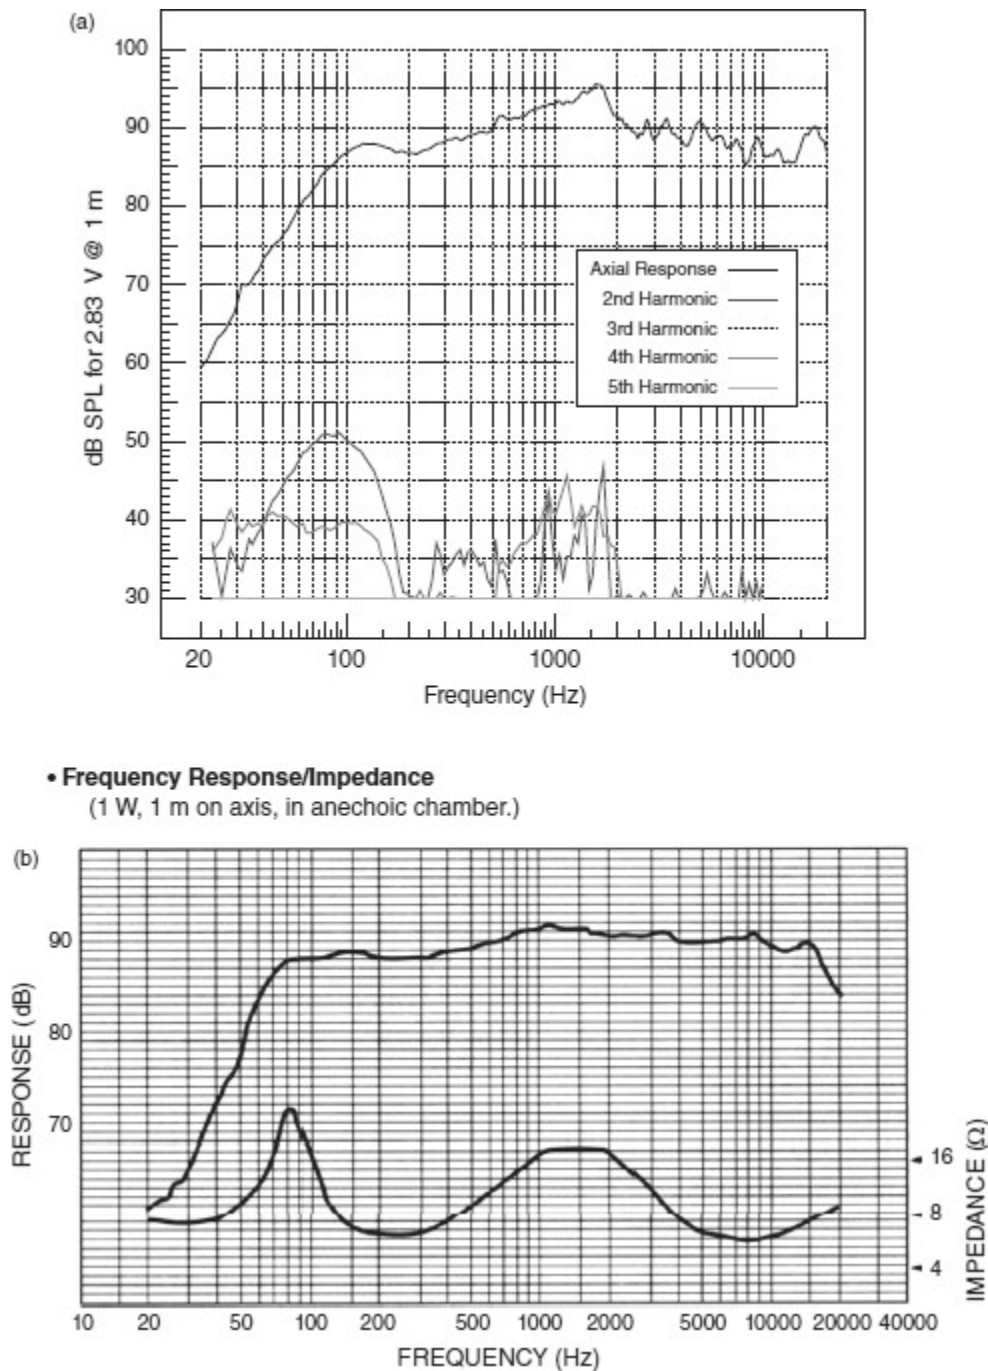 (a)
100
90
80
70
60
50
40
30
dB SPL for 2.83 V @ 1 m
Axial Response
2nd Harmonic
3rd Harmonic
4th Harmonic
5th Harmonic
20 100 1000 10000
Frequency (Hz)
• Frequency Response/Impedance
(1 W, 1 m on axis, in anechoic chamber.)
(b)
90
80
70
RESPONSE (dB)
16
8
4
IMPEDANCE (Ω)
10 20 50 100 200 500 1000 2000 5000 10000 20000 40000
FREQUENCY (Hz)